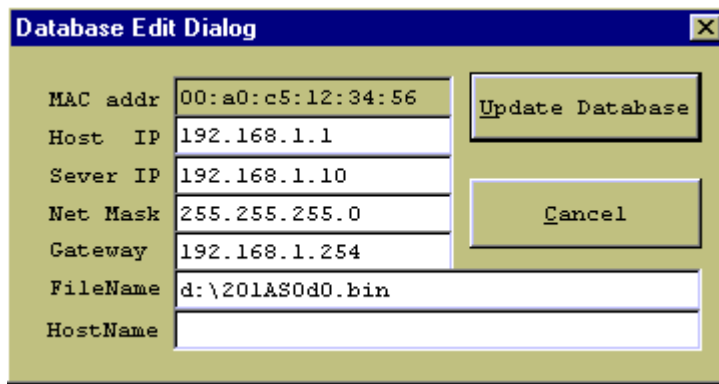 Database Edit Dialog
MAC addr 00:a0:c5:12:34:56
Update Database
Host IP 192.168.1.1
Sever IP 192.168.1.10
Net Mask 255.255.255.0
Cancel
Gateway 192.168.1.254
FileName d:\201AS0d0.bin
HostName